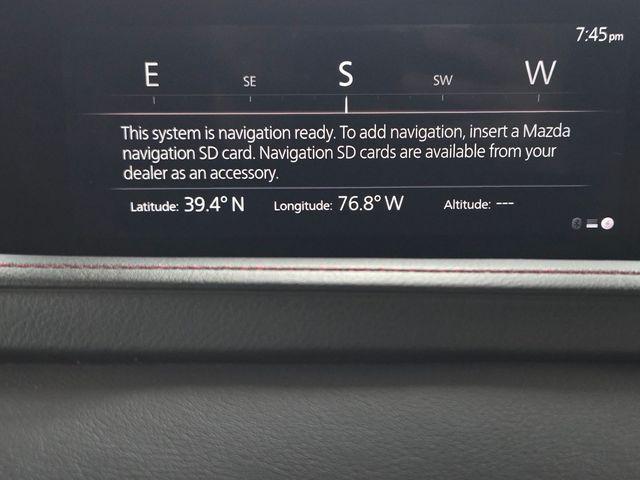 7:45pm
E SE S SW W
This system is navigation ready. To add navigation, insert a Mazda
navigation SD card. Navigation SD cards are available from your
dealer as an accessory.
Latitude: 39.4° N Longitude: 76.8° W Altitude: ---